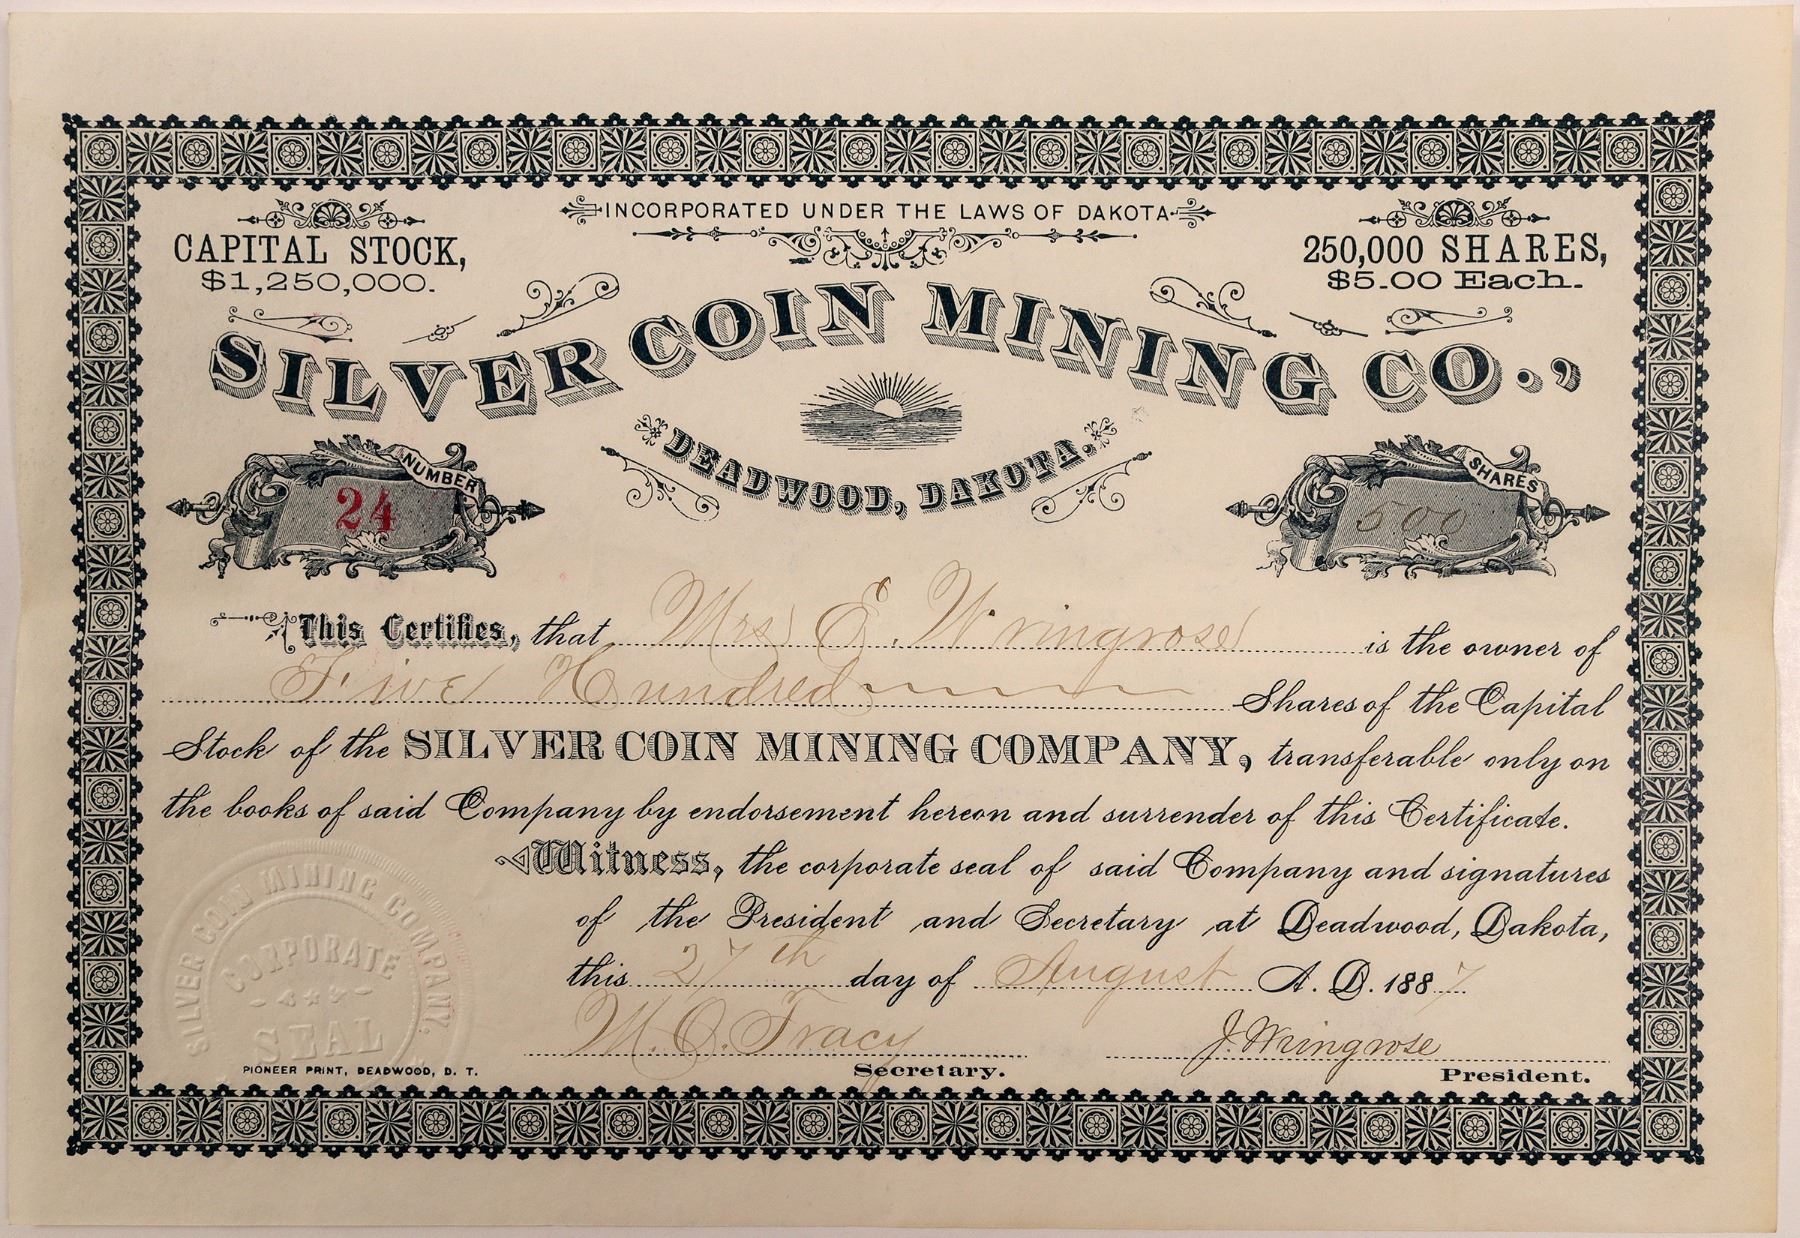 INCORPORATED UNDER THE LAWS OF DAKOTA
CAPITAL STOCK,
$1,250,000.
250,000 SHARES,
$5.00 Each.
SILVER COIN MINING CO.,
DEADWOOD, DAKOTA.
NUMBER
24
SHARES
500
This Certifies, that Mrs E. Wringrose is the owner of
Five Hundred Shares of the Capital
Stock of the SILVER COIN MINING COMPANY, transferable only on
the books of said Company by endorsement hereon and surrender of this Certificate.
Witness, the corporate seal of said Company and signatures
of the President and Secretary at Deadwood, Dakota,
this 27th day of August A. D. 1887
M. C. Tracy
Secretary.
J. Wringrose
President.
SILVER COIN MINING COMPANY.
CORPORATE
SEAL
PIONEER PRINT, DEADWOOD, D. T.